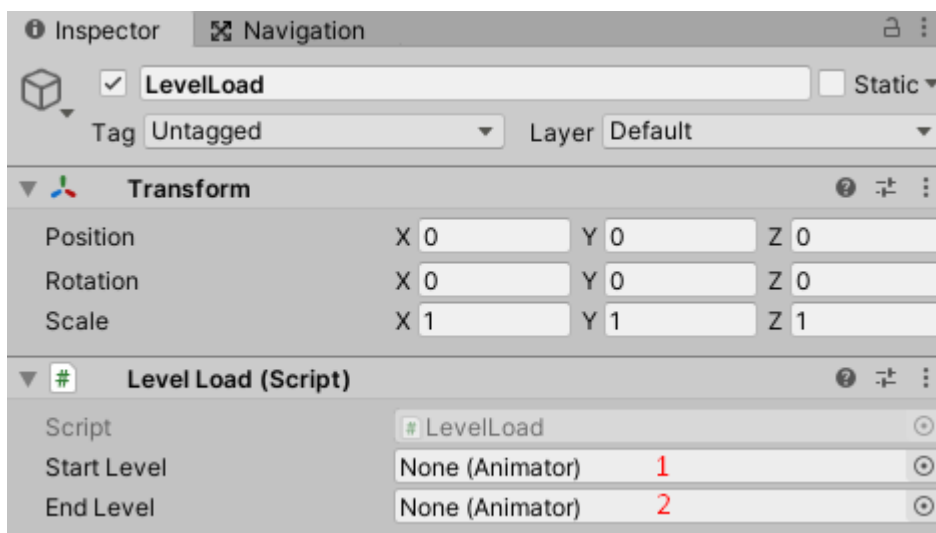 Inspector Navigation
LevelLoad Static
Tag Untagged Layer Default
Transform
Position X 0 Y 0 Z 0
Rotation X 0 Y 0 Z 0
Scale X 1 Y 1 Z 1
# Level Load (Script)
Script # LevelLoad
Start Level None (Animator) 1
End Level None (Animator) 2